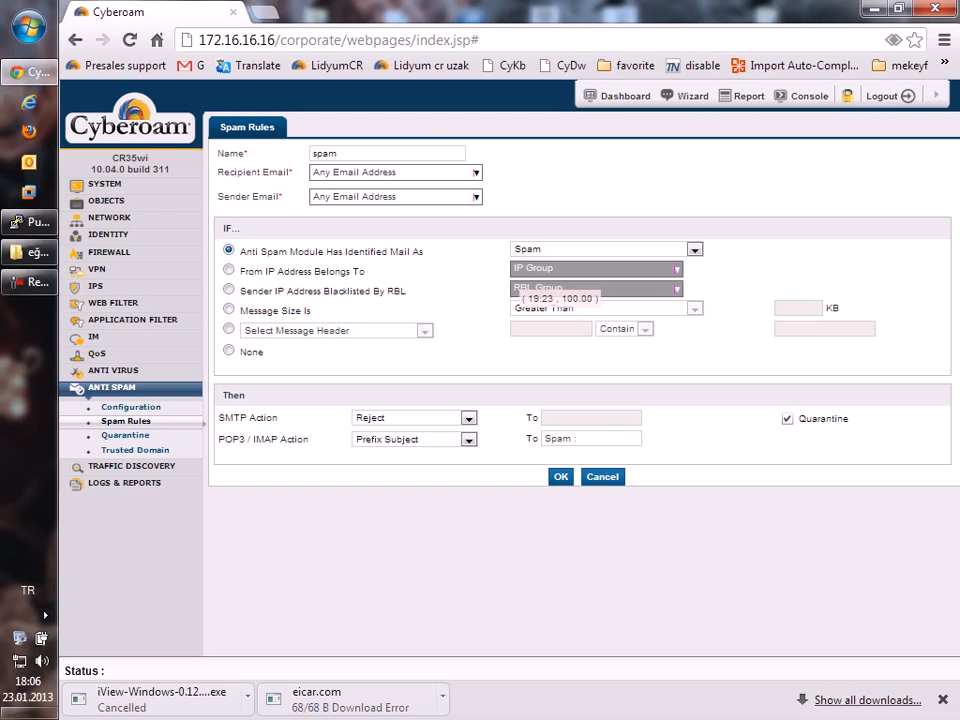 Cyberoam
172.16.16.16/corporate/webpages/index.jsp#
Presales support G Translate LidyumCR Lidyum cr uzak CyKb CyDw favorite disable Import Auto-Compl... mekeyf »
Cy...
Pu...
eğ...
Re...
TR
18:06
23.01.2013
Dashboard Wizard Report Console Logout
Cyberoam
CR35wi
10.04.0 build 311
SYSTEM
OBJECTS
NETWORK
IDENTITY
FIREWALL
VPN
IPS
WEB FILTER
APPLICATION FILTER
IM
QoS
ANTI VIRUS
ANTI SPAM
Configuration
Spam Rules
Quarantine
Trusted Domain
TRAFFIC DISCOVERY
LOGS & REPORTS
Spam Rules
Name* spam
Recipient Email* Any Email Address
Sender Email* Any Email Address
IF...
Anti Spam Module Has Identified Mail As Spam
From IP Address Belongs To IP Group
Sender IP Address Blacklisted By RBL RBL Group
( 19:23 , 100.00 )
Message Size Is Greater Than KB
Select Message Header Contain
None
Then
SMTP Action Reject To Quarantine
POP3 / IMAP Action Prefix Subject To Spam :
OK Cancel
Status :
iView-Windows-0.12....exe
Cancelled
eicar.com
68/68 B Download Error
Show all downloads...